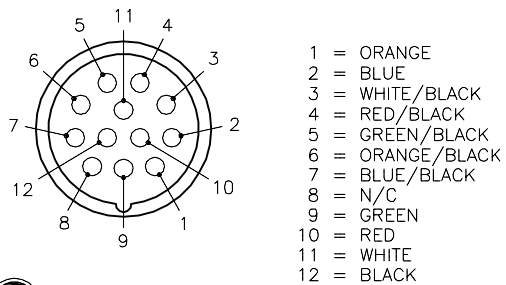 11
5
4
6
3
7
2
12
10
8
1
9
1 = ORANGE
2 = BLUE
3 = WHITE/BLACK
4 = RED/BLACK
5 = GREEN/BLACK
6 = ORANGE/BLACK
7 = BLUE/BLACK
8 = N/C
9 = GREEN
10 = RED
11 = WHITE
12 = BLACK